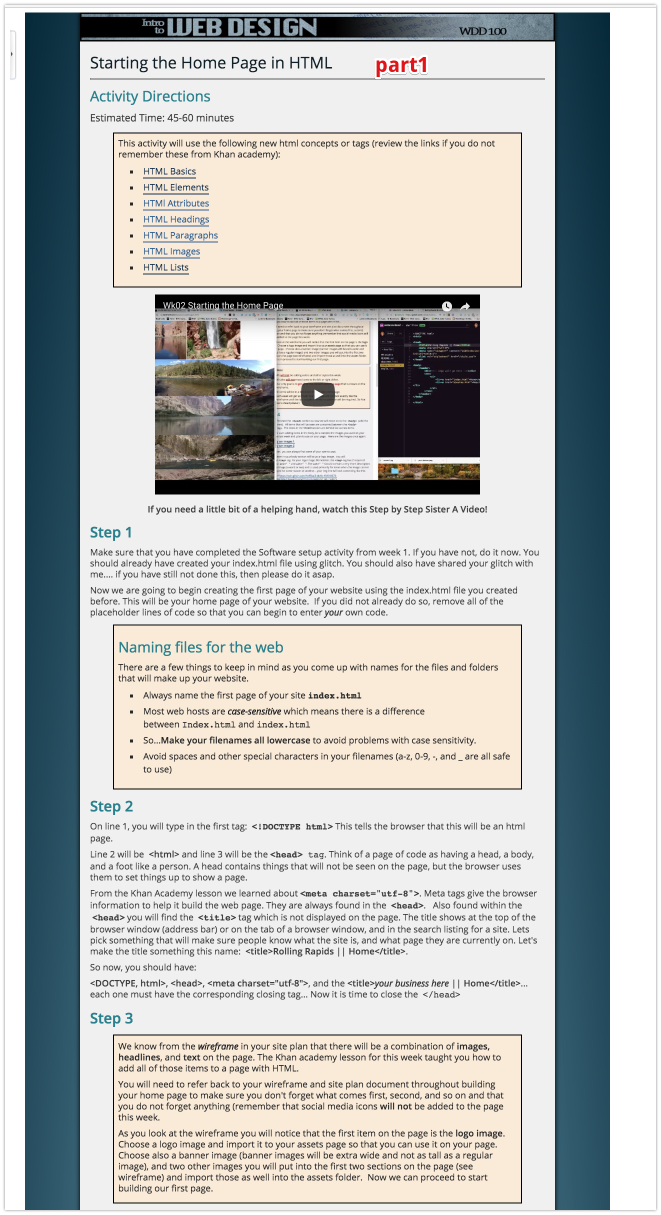 Intro to WEB DESIGN
WDD 100
Starting the Home Page in HTML
part1
Activity Directions
Estimated Time: 45-60 minutes
This activity will use the following new html concepts or tags (review the links if you do not
remember these from Khan academy):
HTML Basics
HTML Elements
HTMl Attributes
HTML Headings
HTML Paragraphs
HTML Images
HTML Lists
Wk02 Starting the Home Page
If you need a little bit of a helping hand, watch this Step by Step Sister A Video!
Step 1
Make sure that you have completed the Software setup activity from week 1. If you have not, do it now. You
should already have created your index.html file using glitch. You should also have shared your glitch with
me.... if you have still not done this, then please do it asap.
Now we are going to begin creating the first page of your website using the index.html file you created
before. This will be your home page of your website.  If you did not already do so, remove all of the
placeholder lines of code so that you can begin to enter your own code.
Naming files for the web
There are a few things to keep in mind as you come up with names for the files and folders
that will make up your website.
Always name the first page of your site index.html
Most web hosts are case-sensitive which means there is a difference
between Index.html and index.html
So...Make your filenames all lowercase to avoid problems with case sensitivity.
Avoid spaces and other special characters in your filenames (a-z, 0-9, -, and _ are all safe
to use)
Step 2
On line 1, you will type in the first tag:  <!DOCTYPE html> This tells the browser that this will be an html
page.
Line 2 will be  <html> and line 3 will be the <head> tag. Think of a page of code as having a head, a body,
and a foot like a person. A head contains things that will not be seen on the page, but the browser uses
them to set things up to show a page.
From the Khan Academy lesson we learned about <meta charset="utf-8">. Meta tags give the browser
information to help it build the web page. They are always found in the <head>.  Also found within the
<head> you will find the <title> tag which is not displayed on the page. The title shows at the top of the
browser window (address bar) or on the tab of a browser window, and in the search listing for a site. Lets
pick something that will make sure people know what the site is, and what page they are currently on. Let's
make the title something this name:  <title>Rolling Rapids || Home</title>.
So now, you should have:
<DOCTYPE, html>, <head>, <meta charset="utf-8">, and the <title>your business here || Home</title>...
each one must have the corresponding closing tag... Now it is time to close the </head>
Step 3
We know from the wireframe in your site plan that there will be a combination of images,
headlines, and text on the page. The Khan academy lesson for this week taught you how to
add all of those items to a page with HTML.
You will need to refer back to your wireframe and site plan document throughout building
your home page to make sure you don't forget what comes first, second, and so on and that
you do not forget anything (remember that social media icons will not be added to the page
this week.
As you look at the wireframe you will notice that the first item on the page is the logo image.
Choose a logo image and import it to your assets page so that you can use it on your page.
Choose also a banner image (banner images will be extra wide and not as tall as a regular
image), and two other images you will put into the first two sections on the page (see
wireframe) and import those as well into the assets folder.  Now we can proceed to start
building our first page.